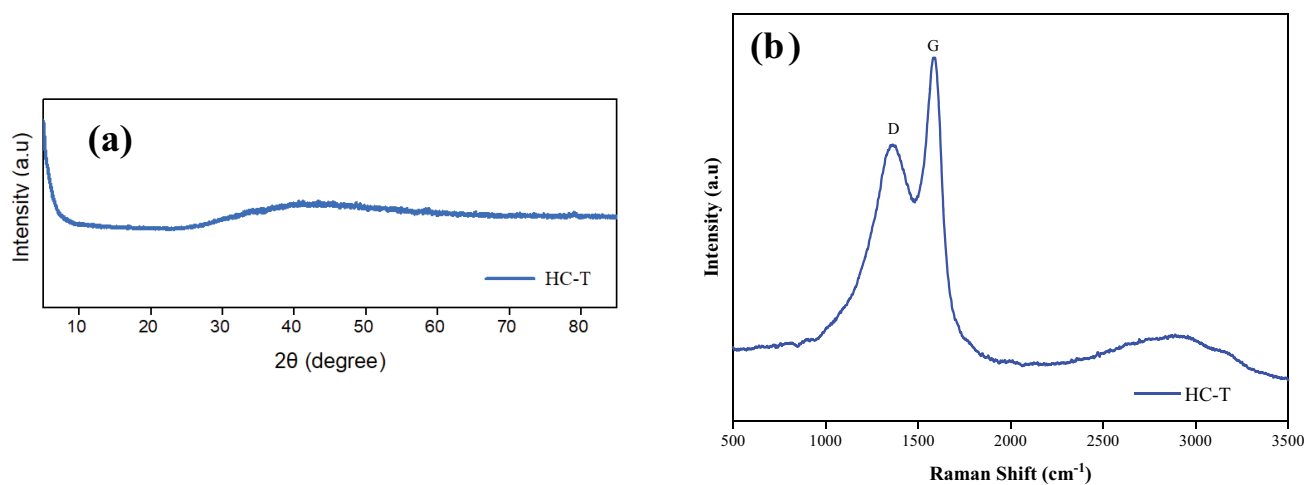 (a)
Intensity (a.u)
HC-T
10 20 30 40 50 60 70 80
2θ (degree)
(b)
G
D
Intensity (a.u)
HC-T
500 1000 1500 2000 2500 3000 3500
Raman Shift (cm⁻¹)